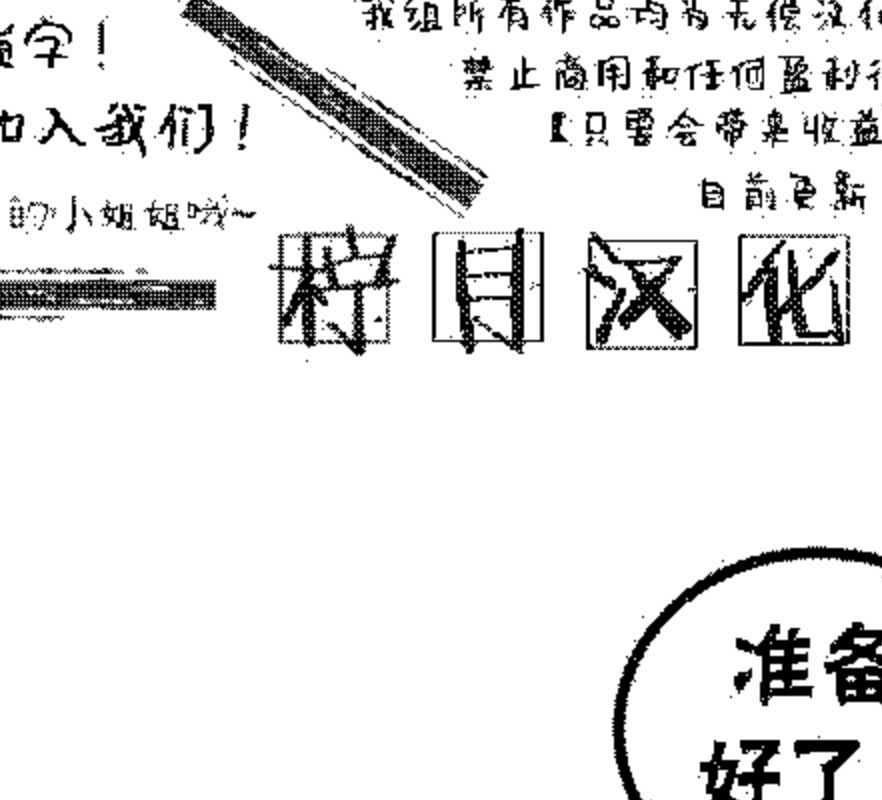 学！
加入我们！
的小姐姐哦~
我组所有作品均为无偿汉化
禁止商用和任何盈利行
【只要会带来收益
目前更新
柠月汉化
准备
好了